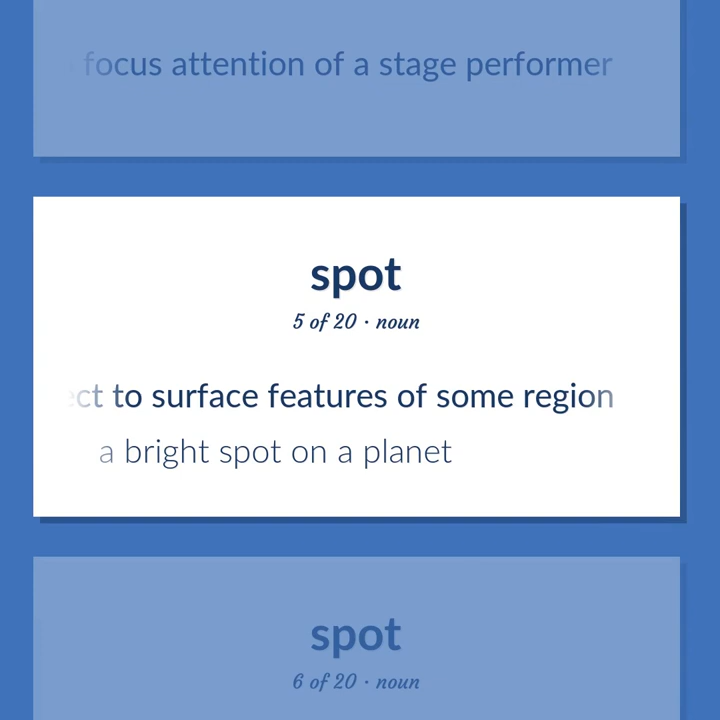 focus attention of a stage performer
spot
5 of 20 · noun
to surface features of some region
a bright spot on a planet
spot
6 of 20 · noun